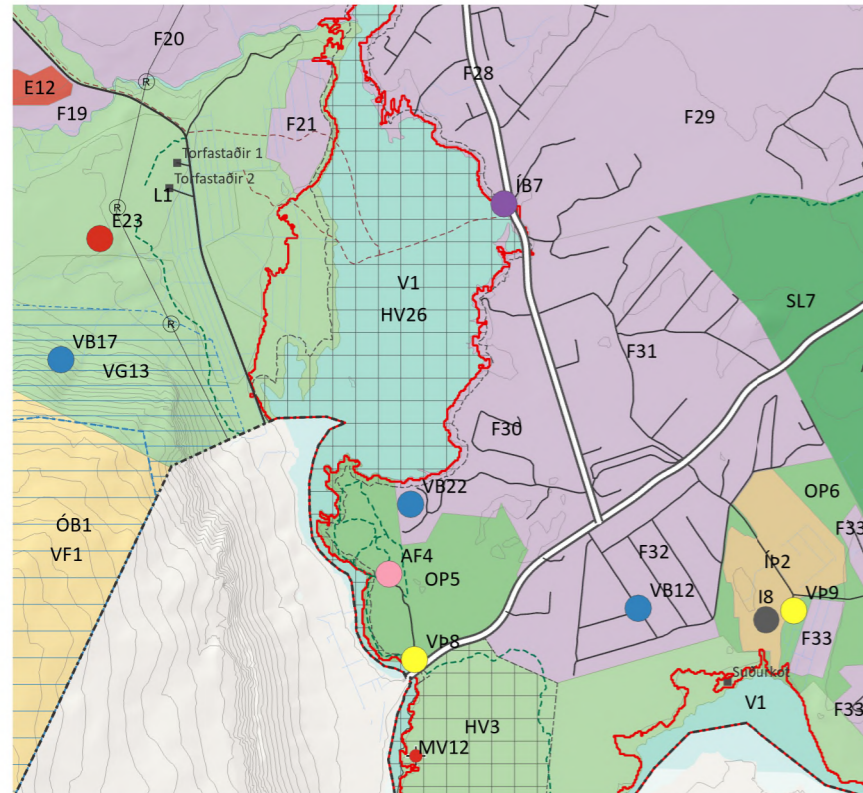 F20
F28
E12
F19
F21
F29
R
Torfastaðir 1
Torfastaðir 2
L1
ÍB7
R
E23
V1
HV26
SL7
R
VB17
VG13
F31
F30
VB22
OP6
ÓB1
VF1
F33
AF4
OP5
F32
VB12
ÍÞ2
I8
VÞ9
VÞ8
F33
Suðurkot
V1
F33
HV3
MV12